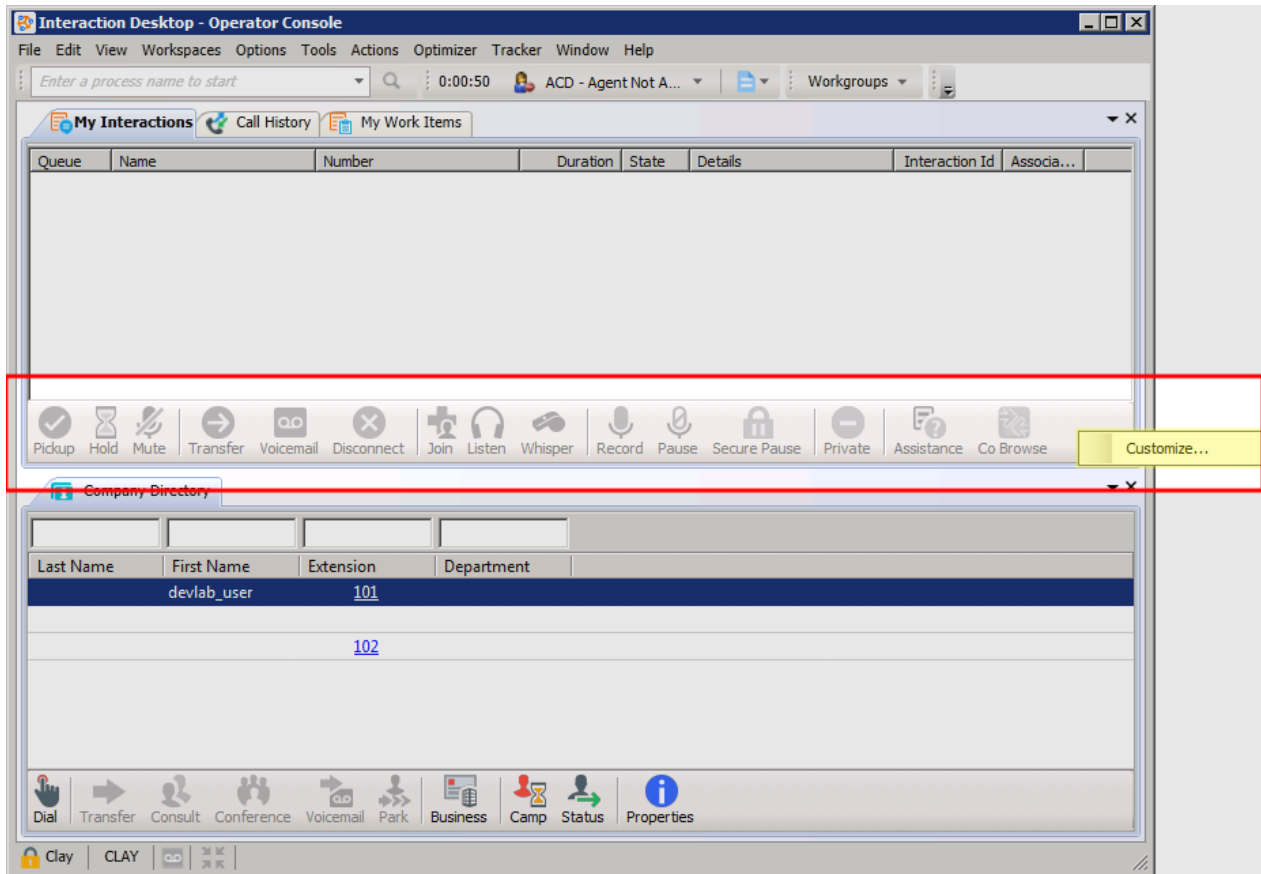 Interaction Desktop - Operator Console
File Edit View Workspaces Options Tools Actions Optimizer Tracker Window Help
Enter a process name to start 0:00:50 ACD - Agent Not A... Workgroups
My Interactions Call History My Work Items
Queue Name Number Duration State Details Interaction Id Associa...
Pickup Hold Mute Transfer Voicemail Disconnect Join Listen Whisper Record Pause Secure Pause Private Assistance Co Browse
Customize...
Company Directory
Last Name First Name Extension Department
devlab_user 101
102
Dial Transfer Consult Conference Voicemail Park Business Camp Status Properties
Clay CLAY